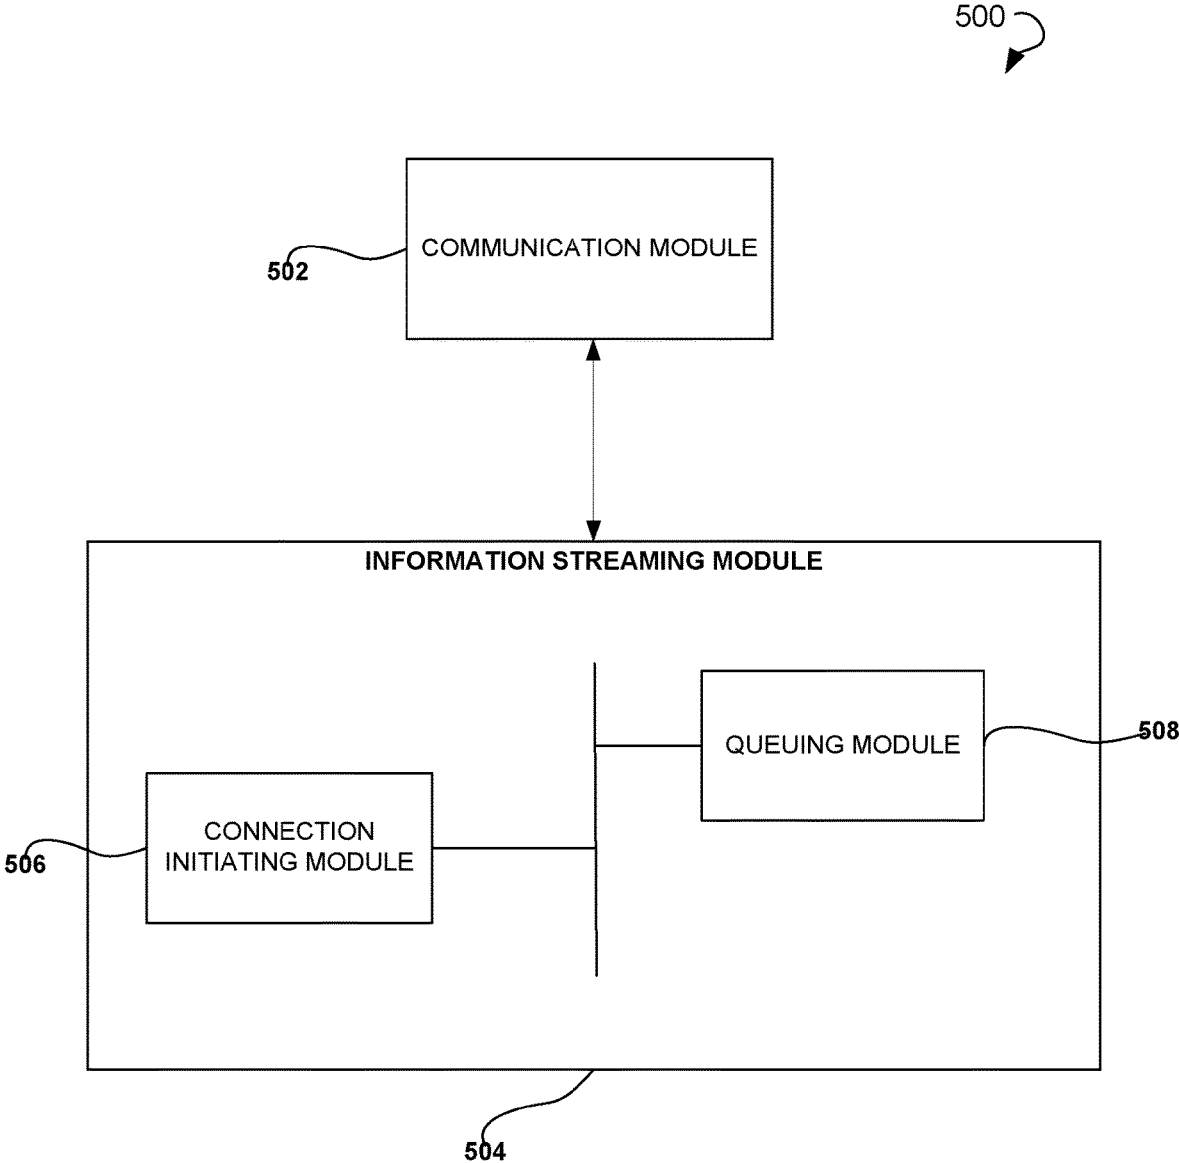 500
COMMUNICATION MODULE
502
INFORMATION STREAMING MODULE
QUEUING MODULE
508
CONNECTION
INITIATING MODULE
506
504